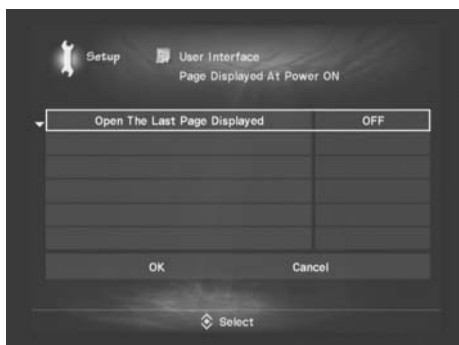 Setup
User Interface
Page Displayed At Power ON
Open The Last Page Displayed OFF
OK Cancel
Select